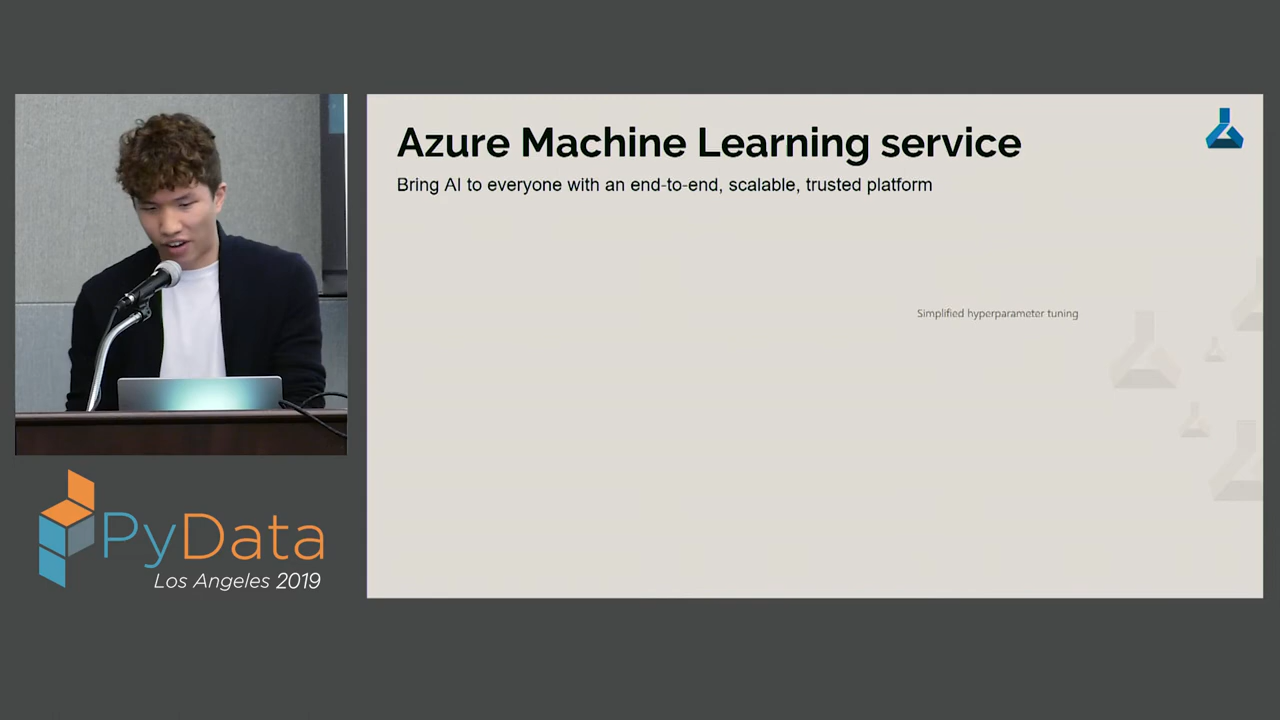 Azure Machine Learning service
Bring AI to everyone with an end-to-end, scalable, trusted platform
Simplified hyperparameter tuning
PyData
Los Angeles 2019